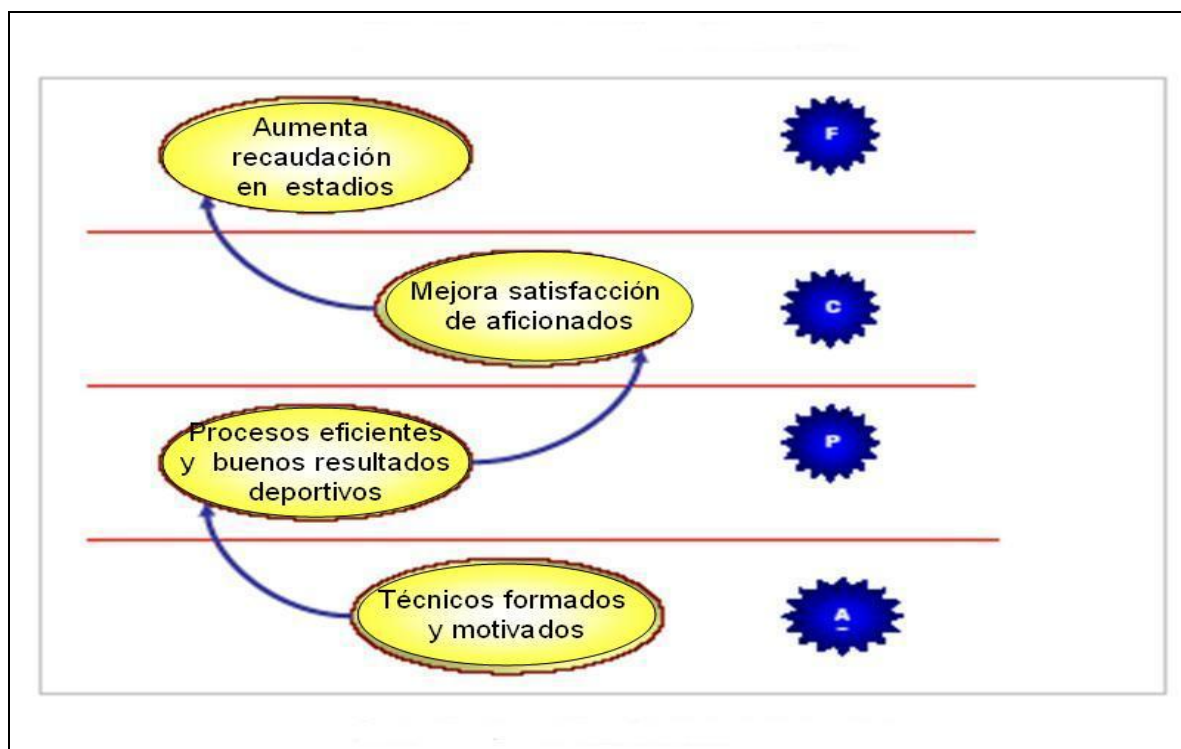 Aumenta
recaudación
en estadios
F
Mejora satisfacción
de aficionados
C
Procesos eficientes
y buenos resultados
deportivos
P
Técnicos formados
y motivados
A